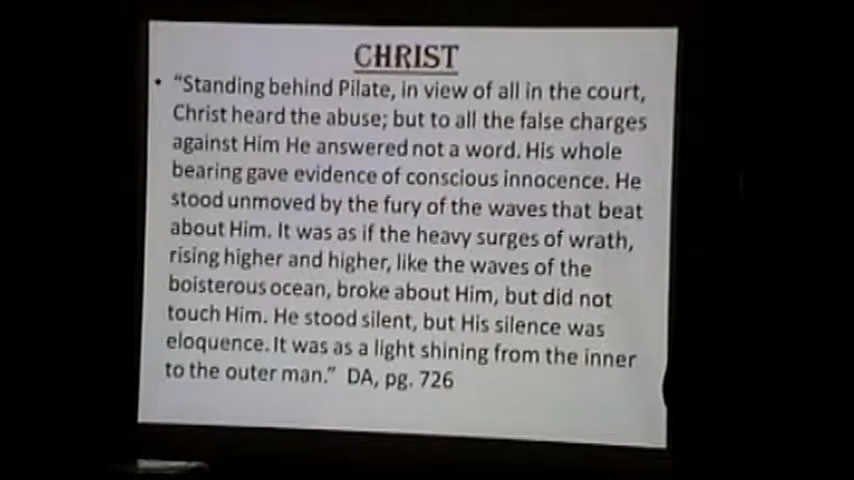 CHRIST
• “Standing behind Pilate, in view of all in the court,
Christ heard the abuse; but to all the false charges
against Him He answered not a word. His whole
bearing gave evidence of conscious innocence. He
stood unmoved by the fury of the waves that beat
about Him. It was as if the heavy surges of wrath,
rising higher and higher, like the waves of the
boisterous ocean, broke about Him, but did not
touch Him. He stood silent, but His silence was
eloquence. It was as a light shining from the inner
to the outer man.” DA, pg. 726